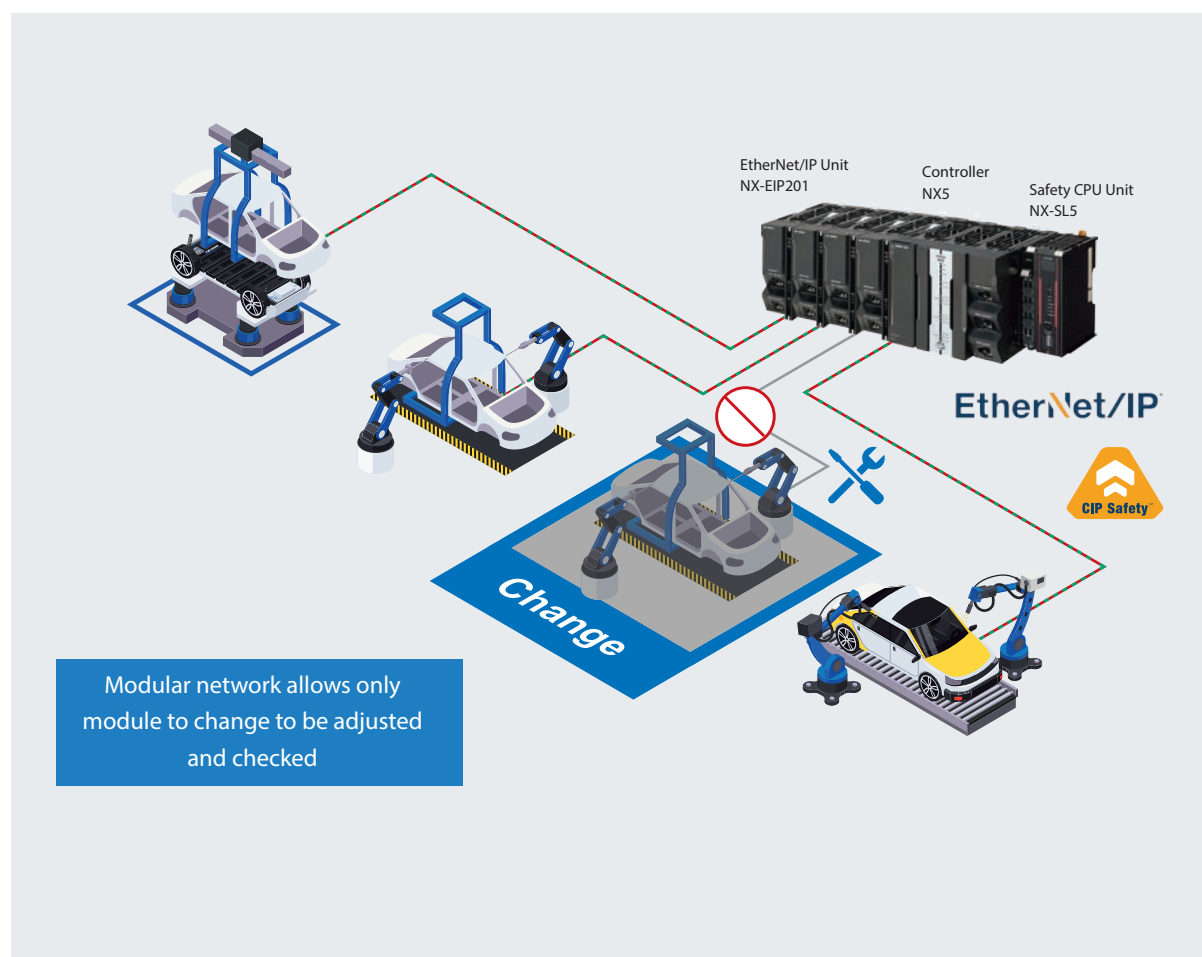 EtherNet/IP Unit
NX-EIP201
Controller
NX5
Safety CPU Unit
NX-SL5
EtherNet/IP
CIP Safety™
Change
Modular network allows only
module to change to be adjusted
and checked